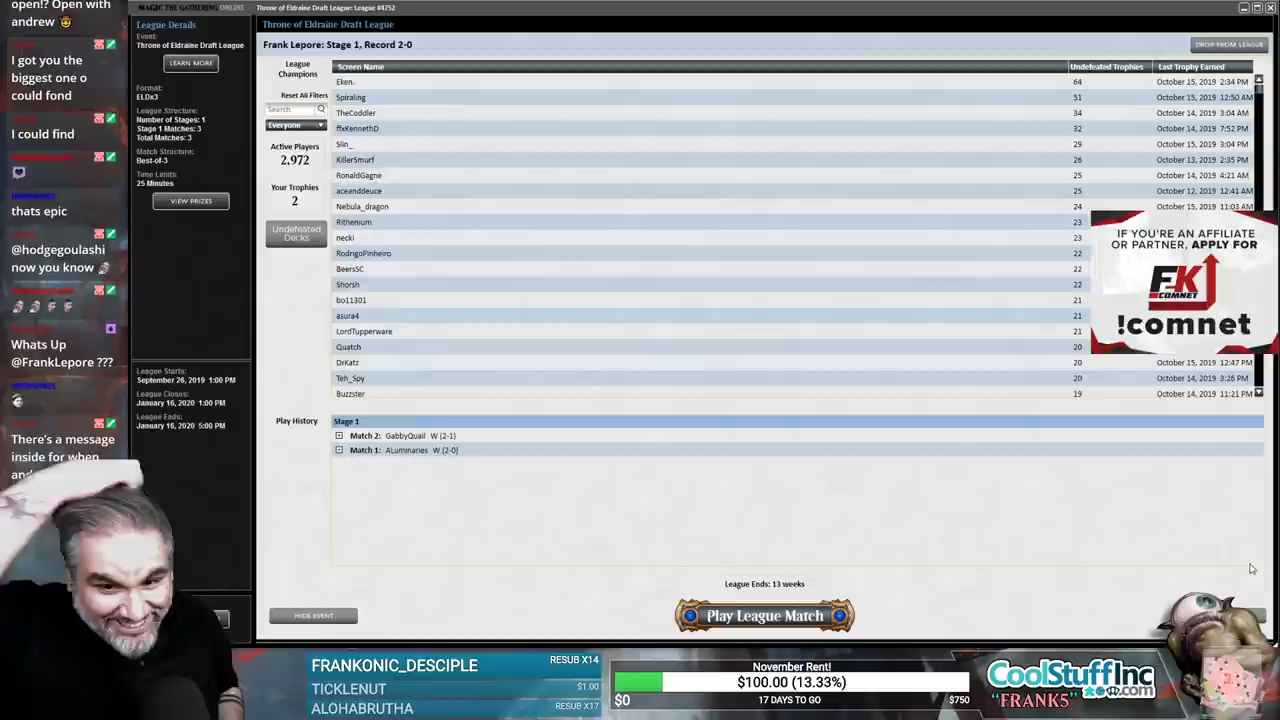 open!? Open with
andrew
I got you the
biggest one o
could fond
I could find
thats epic
@hodgegoulashi
now you know
Whats Up
@FrankLepore ???
There's a message
inside for when
MAGIC THE GATHERING ONLINE
Throne of Eldraine Draft League: League #4752
League Details
Event:
Throne of Eldraine Draft League
LEARN MORE
Format:
ELDx3
League Structure:
Number of Stages: 1
Stage 1 Matches: 3
Total Matches: 3
Match Structure:
Best-of-3
Time Limits:
25 Minutes
VIEW PRIZES
League Starts:
September 26, 2019 1:00 PM
League Closes:
January 16, 2020 1:00 PM
League Ends:
January 16, 2020 5:00 PM
Throne of Eldraine Draft League
Frank Lepore: Stage 1, Record 2-0
DROP FROM LEAGUE
League
Champions
Reset All Filters
Search
Everyone
Active Players
2,972
Your Trophies
2
Undefeated
Decks
Screen Name Undefeated Trophies Last Trophy Earned
Eken. 64 October 15, 2019 2:34 PM
Spiraling 51 October 15, 2019 12:50 AM
TheCoddler 34 October 14, 2019 3:04 AM
ffxKennethD 32 October 14, 2019 7:52 PM
Slin_ 29 October 15, 2019 3:04 PM
KillerSmurf 26 October 13, 2019 2:35 PM
RonaldGagne 25 October 14, 2019 4:21 AM
aceanddeuce 25 October 12, 2019 12:41 AM
Nebula_dragon 24 October 15, 2019 11:03 AM
Rithenium 23
necki 23
RodrigoPinheiro 22
BeersSC 22
Shorsh 22
bo11301 21
asura4 21
LordTupperware 21
Quatch 20
DrKatz 20 October 15, 2019 12:47 PM
Teh_Spy 20 October 14, 2019 3:26 PM
Buzzster 19 October 14, 2019 11:21 PM
IF YOU'RE AN AFFILIATE
OR PARTNER, APPLY FOR
FK
COMNET
!comnet
Play History
Stage 1
Match 2: GabbyQuail W (2-1)
Match 1: ALuminaries W (2-0)
League Ends: 13 weeks
HIDE EVENT
Play League Match
FRANKONIC_DESCIPLE RESUB X14
TICKLENUT $1.00
ALOHABRUTHA RESUB X17
November Rent!
$100.00 (13.33%)
$0 17 DAYS TO GO $750
CoolStuffInc
.com
"FRANK5"